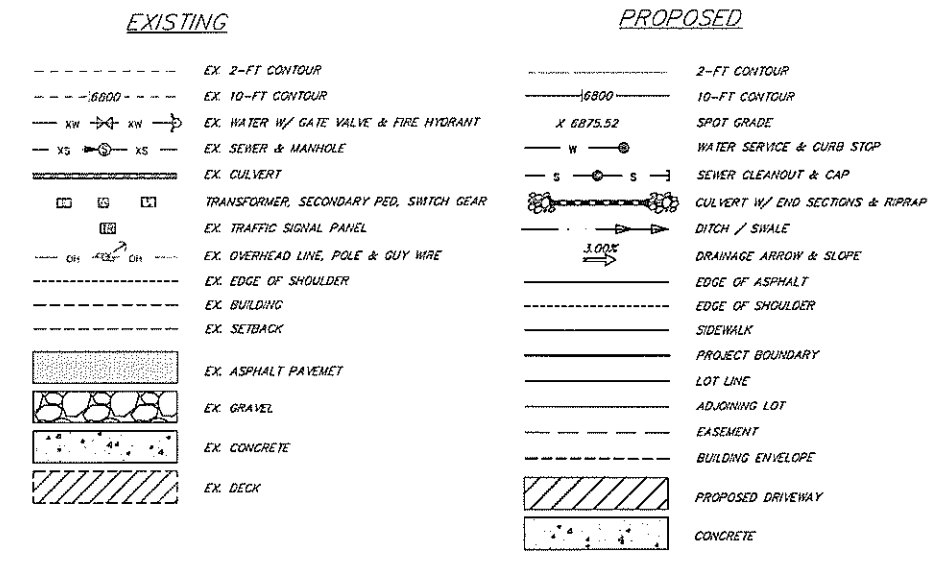 EXISTING
EX. 2-FT CONTOUR
6800 EX. 10-FT CONTOUR
XW XW EX. WATER W/ GATE VALVE & FIRE HYDRANT
XS S XS EX. SEWER & MANHOLE
EX. CULVERT
TRANSFORMER, SECONDARY PED, SWITCH GEAR
EX. TRAFFIC SIGNAL PANEL
OH OH EX. OVERHEAD LINE, POLE & GUY WIRE
EX. EDGE OF SHOULDER
EX. BUILDING
EX. SETBACK
EX. ASPHALT PAVEMET
EX. GRAVEL
EX. CONCRETE
EX. DECK
PROPOSED
2-FT CONTOUR
6800 10-FT CONTOUR
X 6875.52 SPOT GRADE
W WATER SERVICE & CURB STOP
S S SEWER CLEANOUT & CAP
CULVERT W/ END SECTIONS & RIPRAP
DITCH / SWALE
3.00% DRAINAGE ARROW & SLOPE
EDGE OF ASPHALT
EDGE OF SHOULDER
SIDEWALK
PROJECT BOUNDARY
LOT LINE
ADJOINING LOT
EASEMENT
BUILDING ENVELOPE
PROPOSED DRIVEWAY
CONCRETE